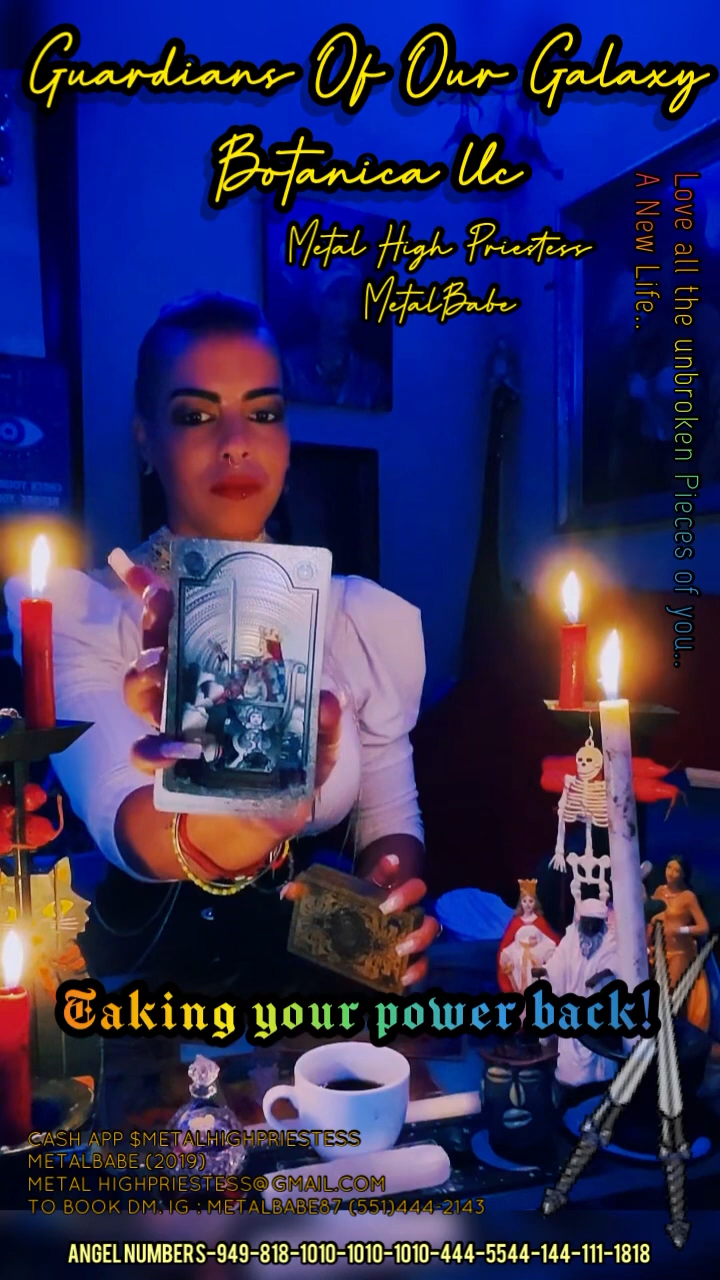 Guardians Of Our Galaxy
Botanica llc
Metal High Priestess
MetalBabe
Love all the unbroken Pieces of you..
A New Life..
Taking your power back!
CASH APP $METALHIGHPRIESTESS
METALBABE (2019)
METAL HIGHPRIESTESS@GMAIL.COM
TO BOOK DM. IG : METALBABE87 (551)444-2143
ANGEL NUMBERS-949-818-1010-1010-1010-444-5544-144-111-1818